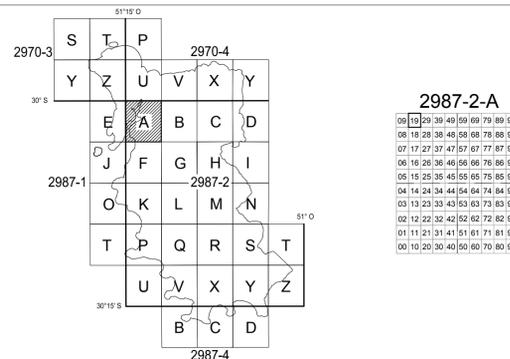 51°15' O
S T P
2970-3 2970-4
Y Z U V X Y
30° S
E A B C D
J F G H I
2987-1 2987-2
O K L M N
51° O
T P Q R S T
U V X Y Z
30°15' S
B C D
2987-4
2987-2-A
09 19 29 39 49 59 69 79 89
08 18 28 38 48 58 68 78 88
07 17 27 37 47 57 67 77 87
06 16 26 36 46 56 66 76 86
05 15 25 35 45 55 65 75 85
04 14 24 34 44 54 64 74 84
03 13 23 33 43 53 63 73 83
02 12 22 32 42 52 62 72 82
01 11 21 31 41 51 61 71 81
00 10 20 30 40 50 60 70 80